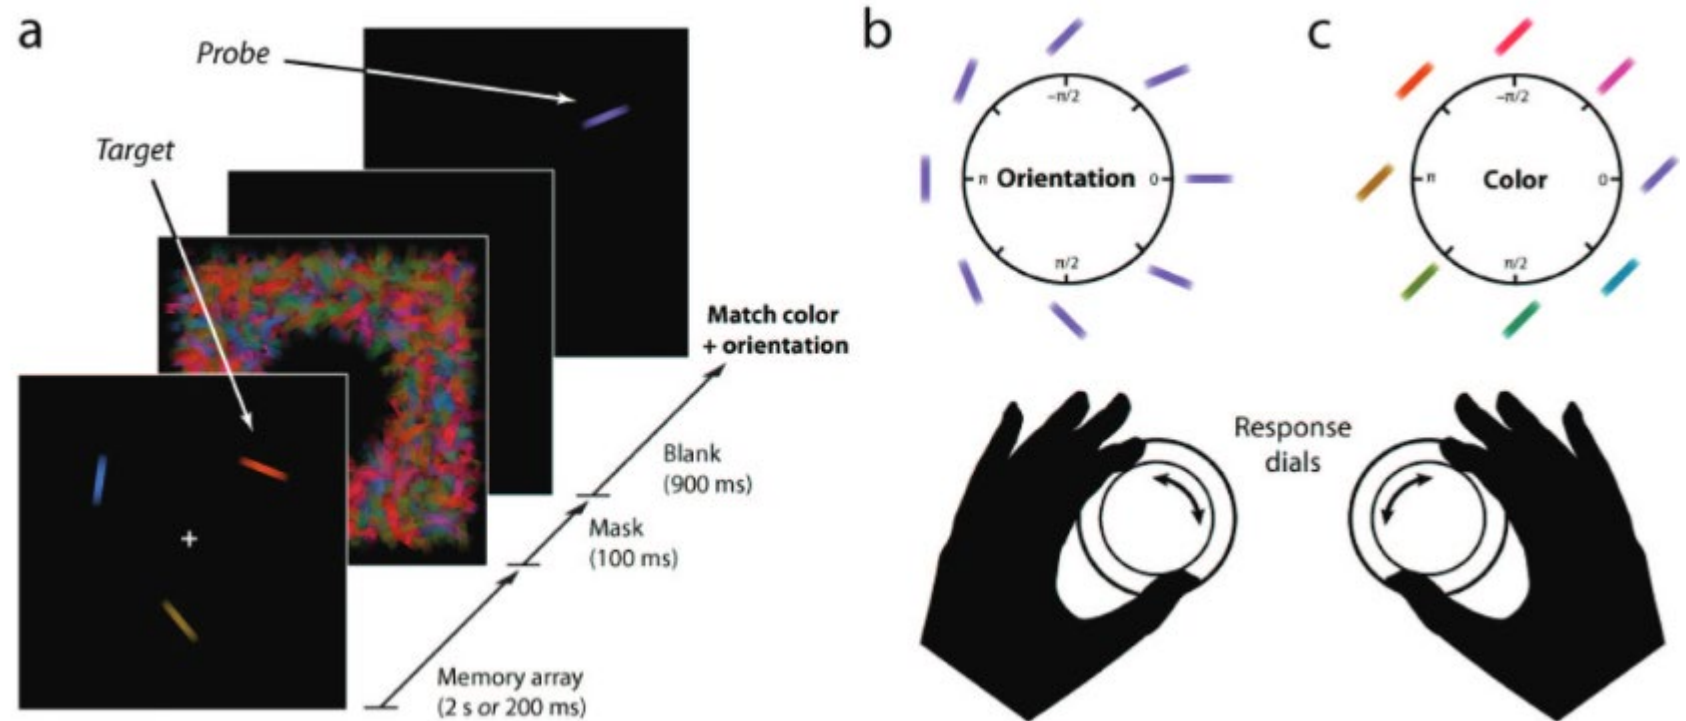 a
Probe
Target
Match color
+ orientation
Blank
(900 ms)
Mask
(100 ms)
Memory array
(2 s or 200 ms)
b
−π/2
π Orientation 0
π/2
c
−π/2
π Color 0
π/2
Response
dials